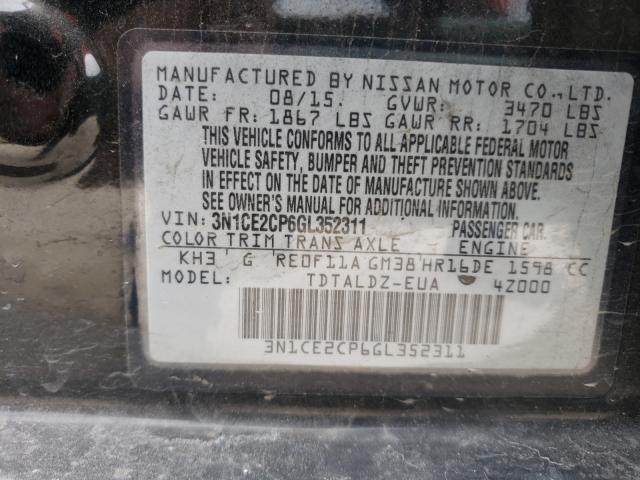 MANUFACTURED BY NISSAN MOTOR CO.,LTD.
DATE: 08/15. GVWR: 3470 LBS
GAWR FR: 1867 LBS GAWR RR: 1704 LBS
THIS VEHICLE CONFORMS TO ALL APPLICABLE FEDERAL MOTOR
VEHICLE SAFETY, BUMPER AND THEFT PREVENTION STANDARDS
IN EFFECT ON THE DATE OF MANUFACTURE SHOWN ABOVE.
SEE OWNER'S MANUAL FOR ADDITIONAL INFORMATION.
VIN: 3N1CE2CP6GL352311 PASSENGER CAR.
COLOR TRIM TRANS AXLE ENGINE
KH3 G RE0F11A GM38 HR16DE 1598 CC
MODEL: TDTALDZ-EUA 4Z000
3N1CE2CP6GL352311